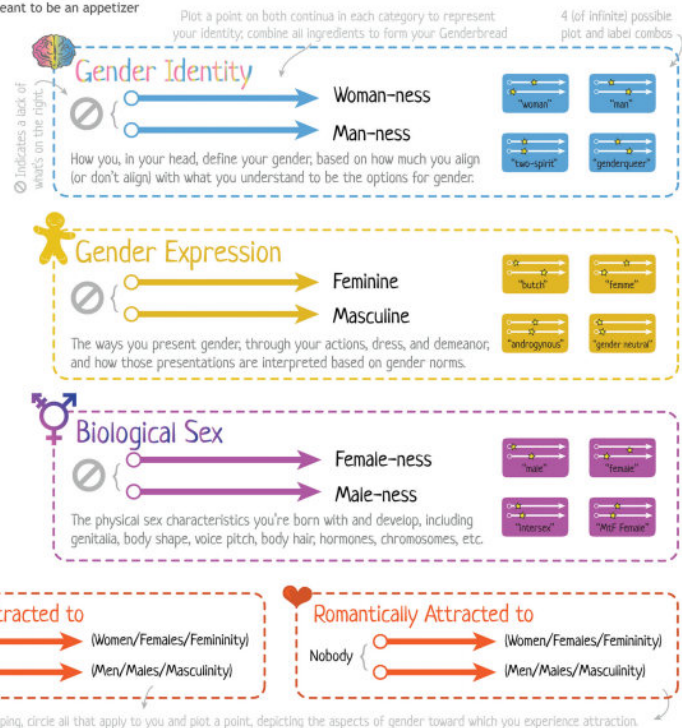 eant to be an appetizer
Plot a point on both continua in each category to represent
your identity; combine all ingredients to form your Genderbread
4 (of infinite) possible
plot and label combos
Indicates a lack of
what's on the right.
Gender Identity
Woman-ness
Man-ness
How you, in your head, define your gender, based on how much you align
(or don't align) with what you understand to be the options for gender.
"woman"
"man"
"two-spirit"
"genderqueer"
Gender Expression
Feminine
Masculine
The ways you present gender, through your actions, dress, and demeanor,
and how those presentations are interpreted based on gender norms.
"butch"
"femme"
"androgynous"
"gender neutral"
Biological Sex
Female-ness
Male-ness
The physical sex characteristics you're born with and develop, including
genitalia, body shape, voice pitch, body hair, hormones, chromosomes, etc.
"male"
"female"
"intersex"
"MtF Female"
tracted to
(Women/Females/Femininity)
(Men/Males/Masculinity)
Romantically Attracted to
Nobody
(Women/Females/Femininity)
(Men/Males/Masculinity)
ping, circle all that apply to you and plot a point, depicting the aspects of gender toward which you experience attraction.